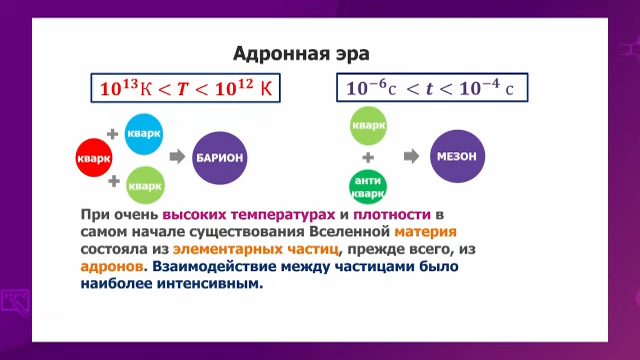 Адронная эра
10¹³К < T < 10¹² К
10⁻⁶с < t < 10⁻⁴ с
кварк + кварк + кварк БАРИОН
кварк + анти кварк МЕЗОН
При очень высоких температурах и плотности в
самом начале существования Вселенной материя
состояла из элементарных частиц, прежде всего, из
адронов. Взаимодействие между частицами было
наиболее интенсивным.